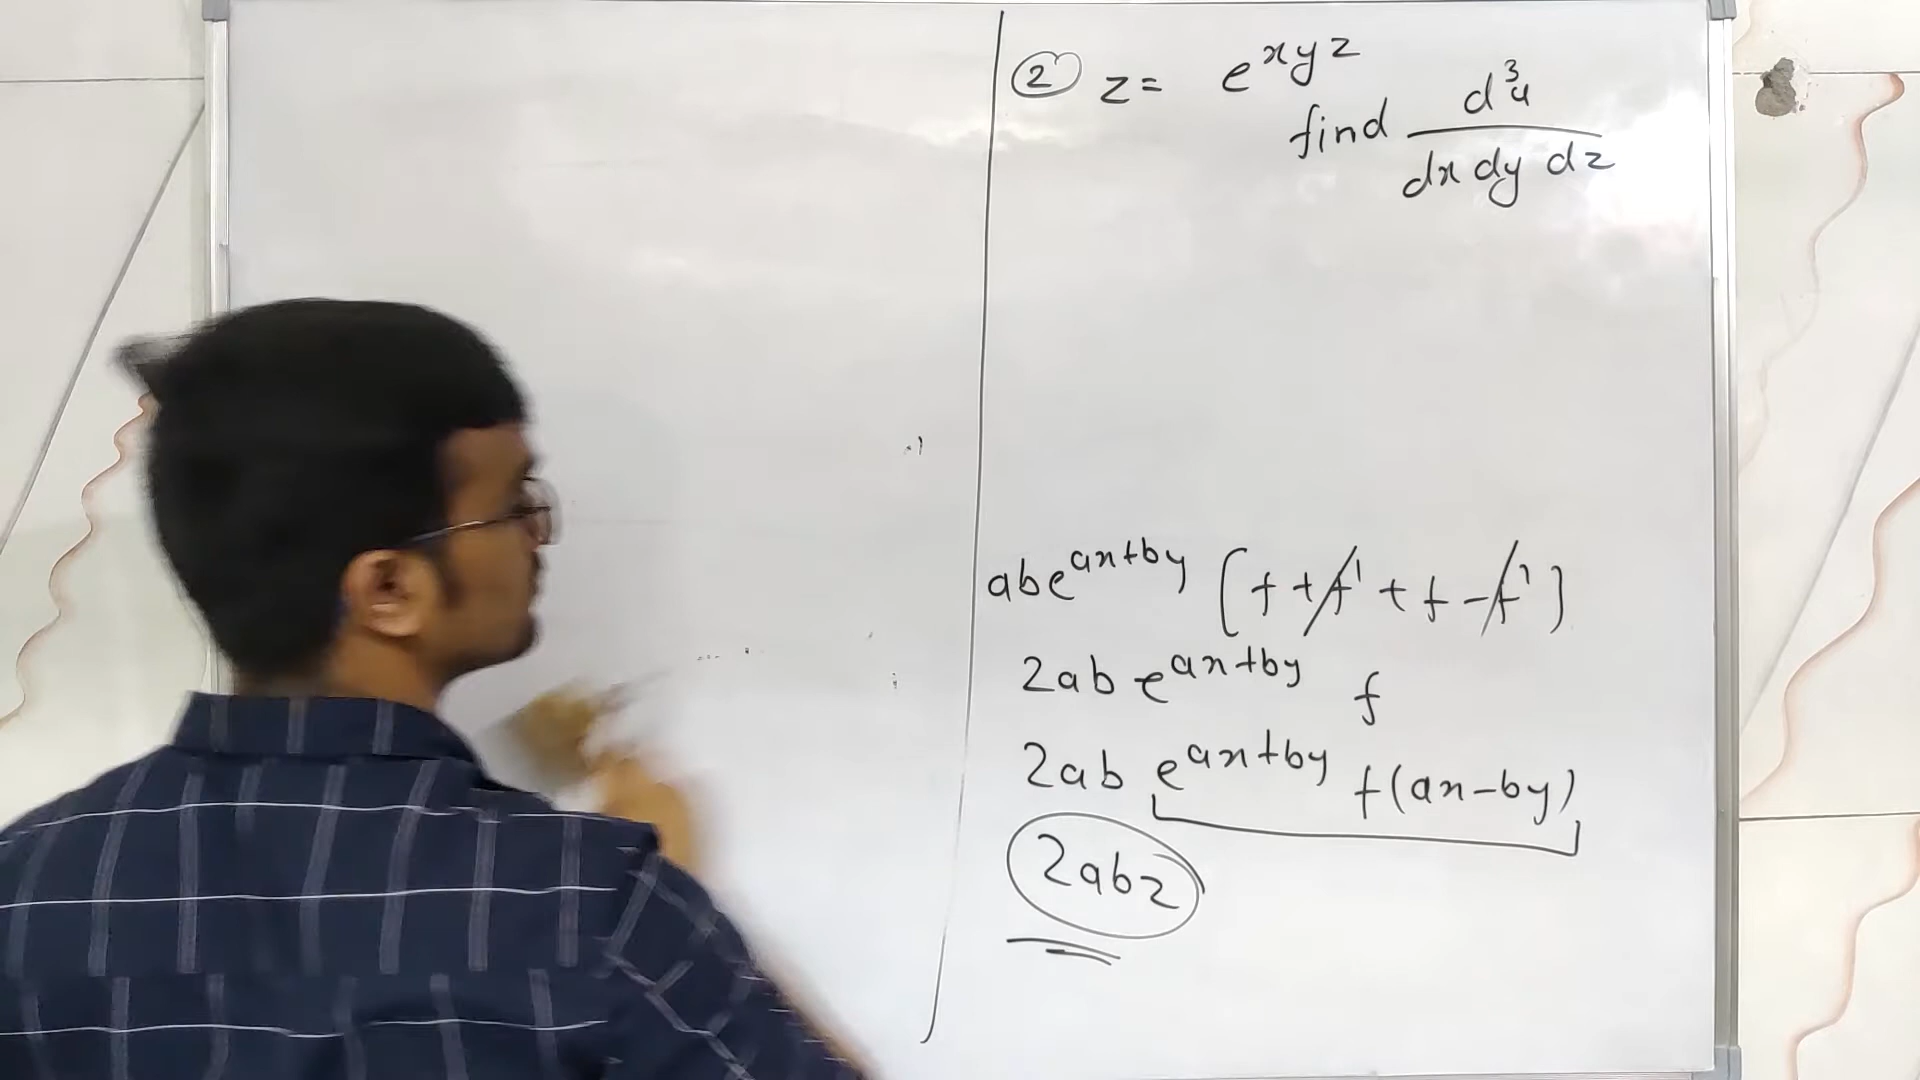 ② z = e^xyz
find d³u / dx dy dz
abe^ax+by [f + f' + f - f']
2ab e^ax+by f
2ab e^ax+by f(ax-by)
2abz